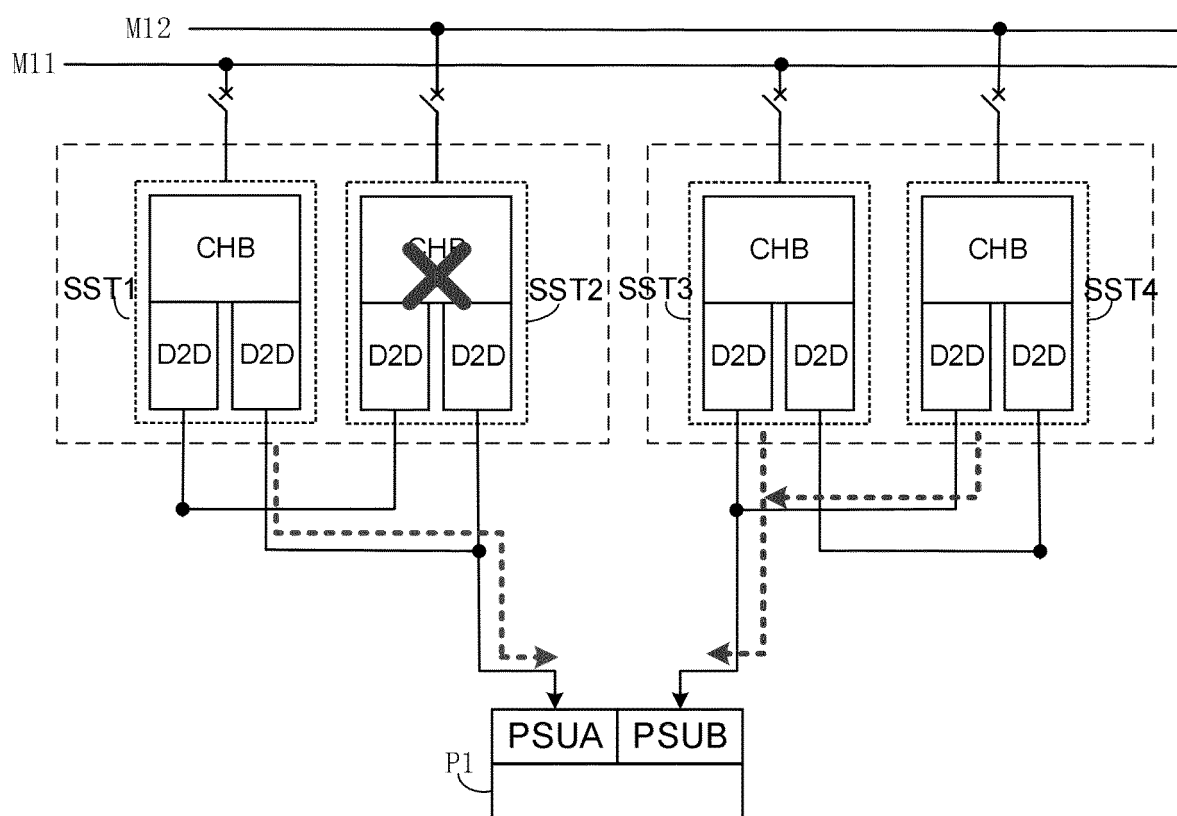 M12
M11
CHB
CHB
CHB
CHB
SST1
SST2
SST3
SST4
D2D
D2D
D2D
D2D
D2D
D2D
D2D
D2D
PSUA
PSUB
P1